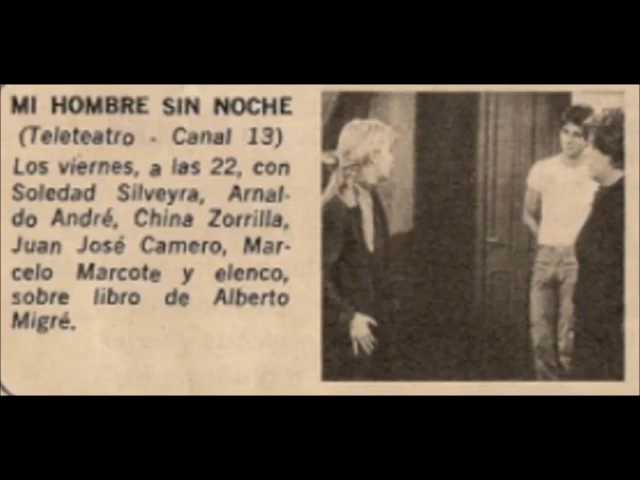 MI HOMBRE SIN NOCHE
(Teleteatro - Canal 13)
Los viernes, a las 22, con
Soledad Silveyra, Arnal-
do André, China Zorrilla,
Juan José Camero, Mar-
celo Marcote y elenco,
sobre libro de Alberto
Migré.